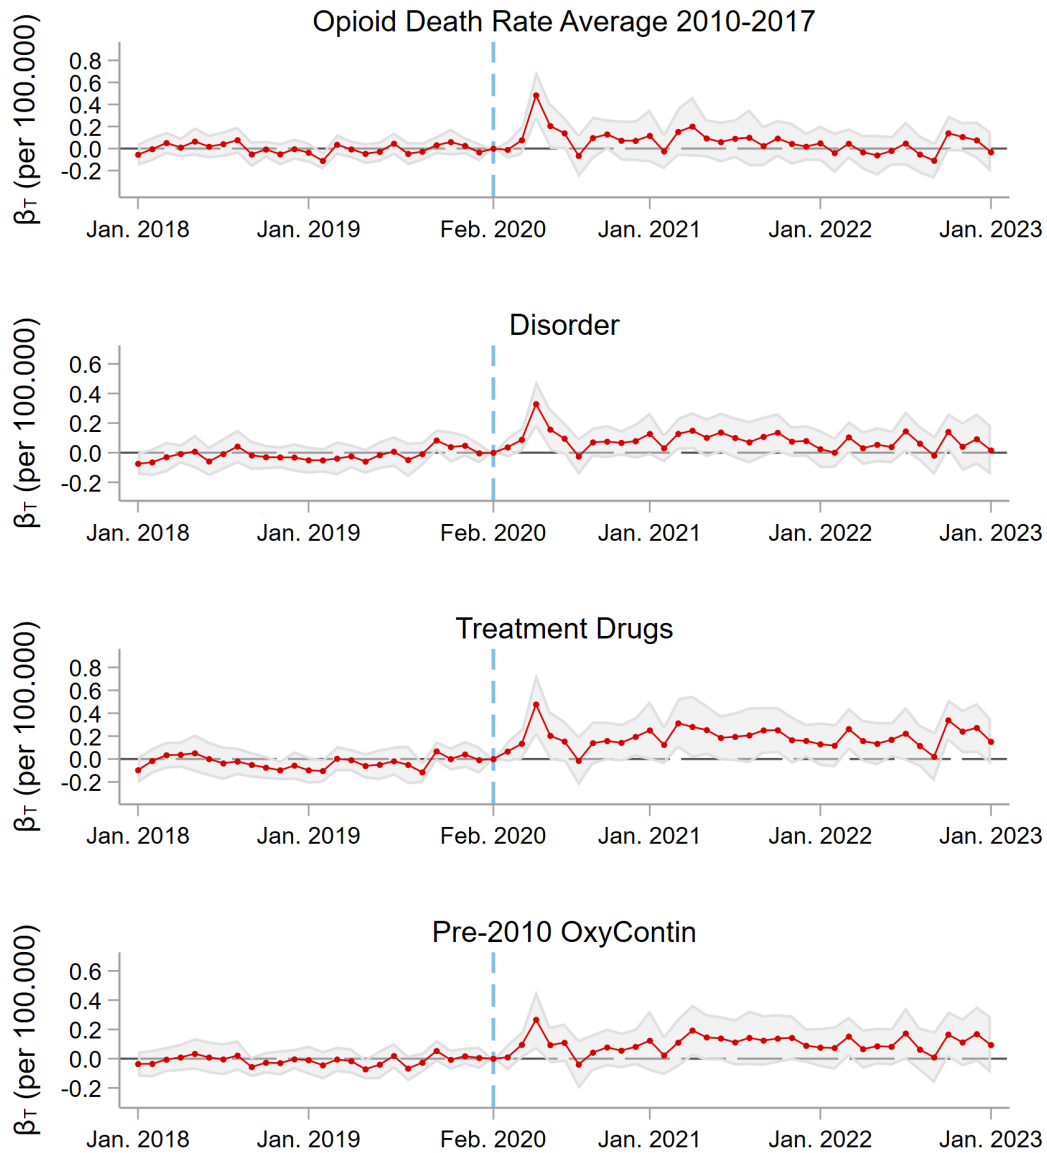 Opioid Death Rate Average 2010-2017
βT (per 100.000)
0.8
0.6
0.4
0.2
0.0
-0.2
Jan. 2018 Jan. 2019 Feb. 2020 Jan. 2021 Jan. 2022 Jan. 2023
Disorder
βT (per 100.000)
0.6
0.4
0.2
0.0
-0.2
Jan. 2018 Jan. 2019 Feb. 2020 Jan. 2021 Jan. 2022 Jan. 2023
Treatment Drugs
βT (per 100.000)
0.8
0.6
0.4
0.2
0.0
-0.2
Jan. 2018 Jan. 2019 Feb. 2020 Jan. 2021 Jan. 2022 Jan. 2023
Pre-2010 OxyContin
βT (per 100.000)
0.6
0.4
0.2
0.0
-0.2
Jan. 2018 Jan. 2019 Feb. 2020 Jan. 2021 Jan. 2022 Jan. 2023